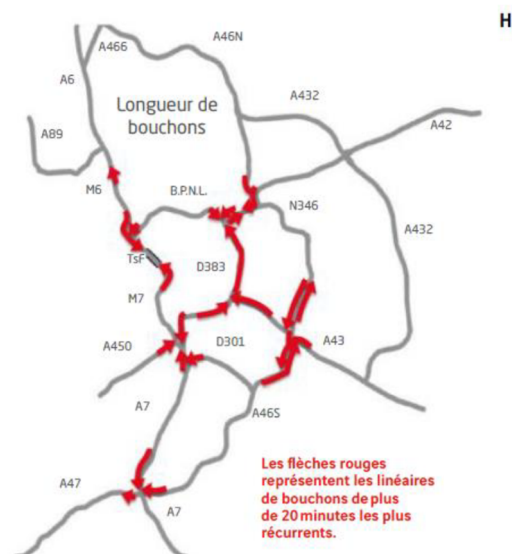 H
A466
A46N
A6
A432
A42
Longueur de
bouchons
A89
M6
B.P.N.L.
N346
A432
TsF
D383
M7
D301
A43
A450
A7
A46S
Les flèches rouges
représentent les linéaires
de bouchons de plus
de 20 minutes les plus
récurrents.
A47
A7